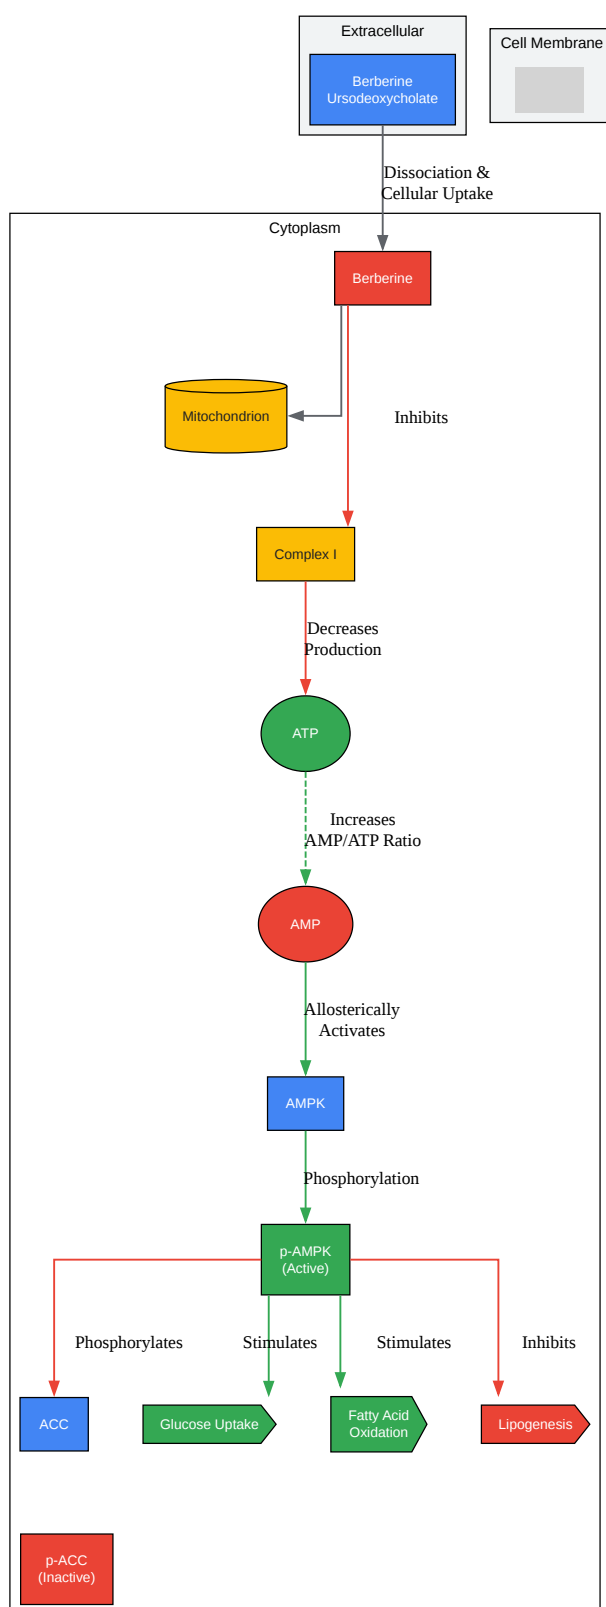 Extracellular
Cell Membrane
Berberine
Ursodeoxycholate
Dissociation &
Cellular Uptake
Cytoplasm
Berberine
Mitochondrion
Inhibits
Complex I
Decreases
Production
ATP
Increases
AMP/ATP Ratio
AMP
Allosterically
Activates
AMPK
Phosphorylation
p-AMPK
(Active)
Phosphorylates
Stimulates
Stimulates
Inhibits
ACC
Glucose Uptake
Fatty Acid
Oxidation
Lipogenesis
p-ACC
(Inactive)